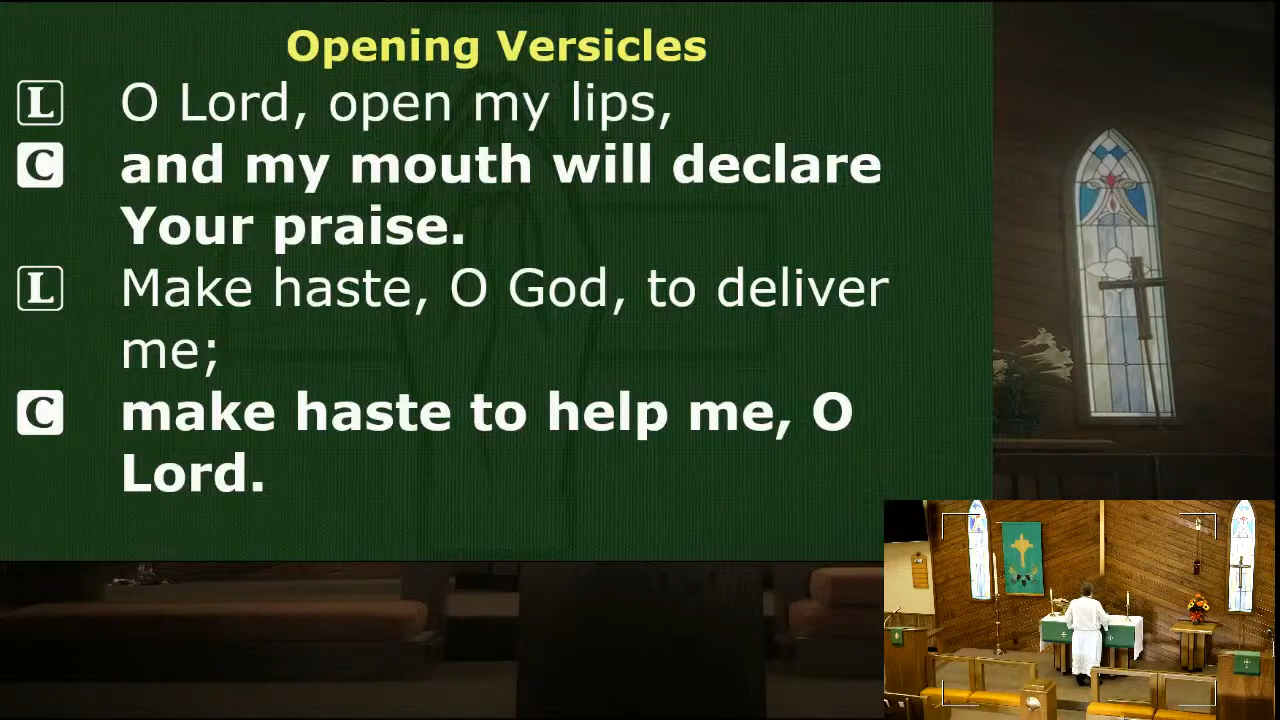 Opening Versicles
L O Lord, open my lips,
C and my mouth will declare
Your praise.
L Make haste, O God, to deliver
me;
C make haste to help me, O
Lord.